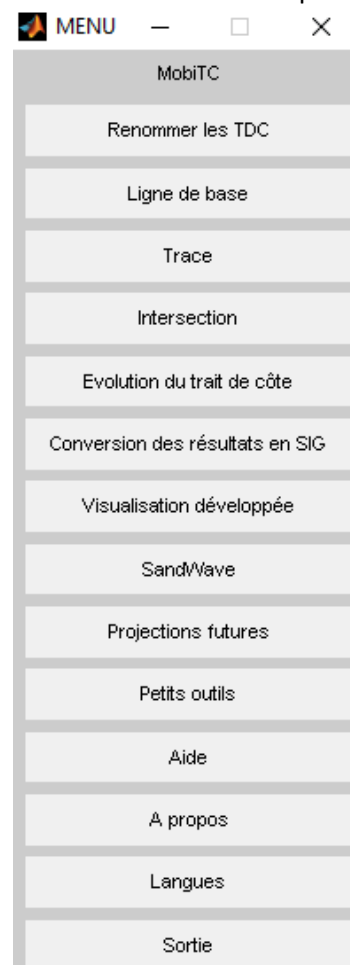 MENU
MobiTC
Renommer les TDC
Ligne de base
Trace
Intersection
Evolution du trait de côte
Conversion des résultats en SIG
Visualisation développée
SandWave
Projections futures
Petits outils
Aide
A propos
Langues
Sortie